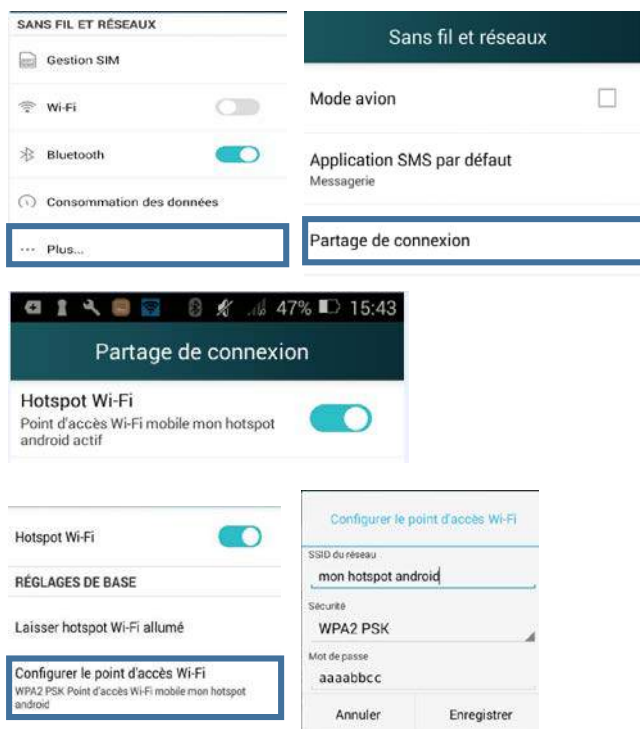 SANS FIL ET RÉSEAUX
Gestion SIM
Wi-Fi
Bluetooth
Consommation des données
... Plus...
Sans fil et réseaux
Mode avion
Application SMS par défaut
Messagerie
Partage de connexion
47% 15:43
Partage de connexion
Hotspot Wi-Fi
Point d'accès Wi-Fi mobile mon hotspot
android actif
Hotspot Wi-Fi
RÉGLAGES DE BASE
Laisser hotspot Wi-Fi allumé
Configurer le point d'accès Wi-Fi
WPA2 PSK Point d'accès Wi-Fi mobile mon hotspot
android
Configurer le point d'accès Wi-Fi
SSID du réseau
mon hotspot android
Sécurité
WPA2 PSK
Mot de passe
aaaabbcc
Annuler Enregistrer